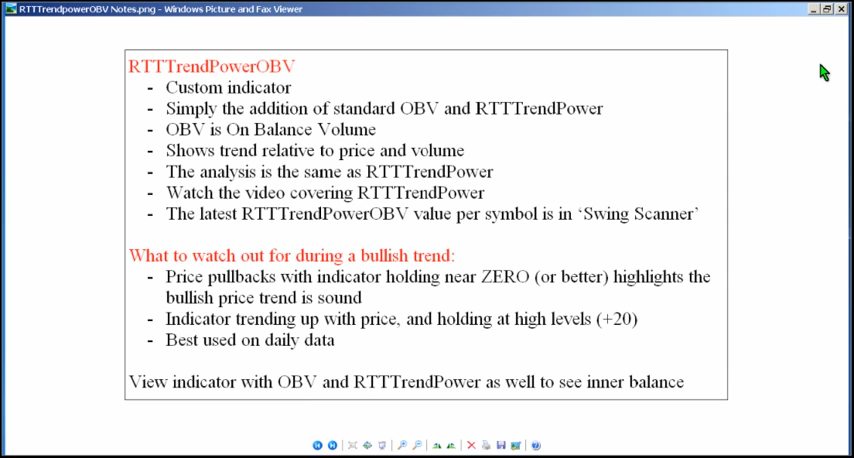 RTTTrendpowerOBV Notes.png - Windows Picture and Fax Viewer
RTTTrendPowerOBV
- Custom indicator
- Simply the addition of standard OBV and RTTTrendPower
- OBV is On Balance Volume
- Shows trend relative to price and volume
- The analysis is the same as RTTTrendPower
- Watch the video covering RTTTrendPower
- The latest RTTTrendPowerOBV value per symbol is in ‘Swing Scanner’
What to watch out for during a bullish trend:
- Price pullbacks with indicator holding near ZERO (or better) highlights the
bullish price trend is sound
- Indicator trending up with price, and holding at high levels (+20)
- Best used on daily data
View indicator with OBV and RTTTrendPower as well to see inner balance